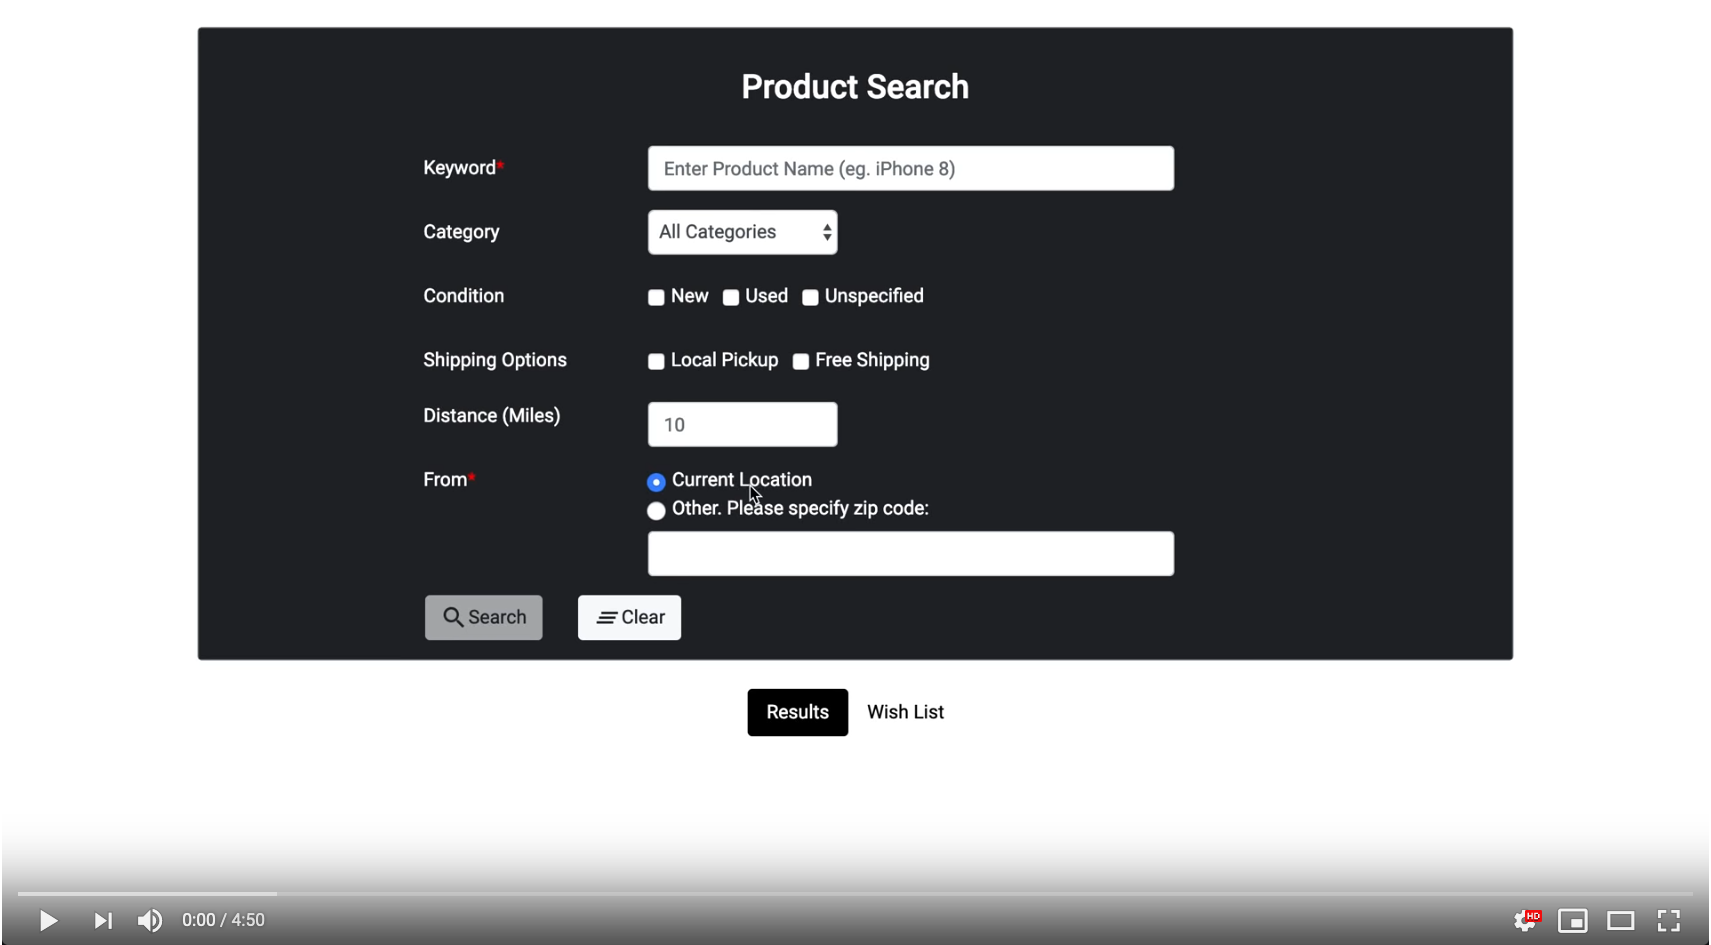 Product Search
Keyword* Enter Product Name (eg. iPhone 8)
Category All Categories
Condition New Used Unspecified
Shipping Options Local Pickup Free Shipping
Distance (Miles) 10
From* Current Location
Other. Please specify zip code:
Search Clear
Results Wish List
0:00 / 4:50 HD